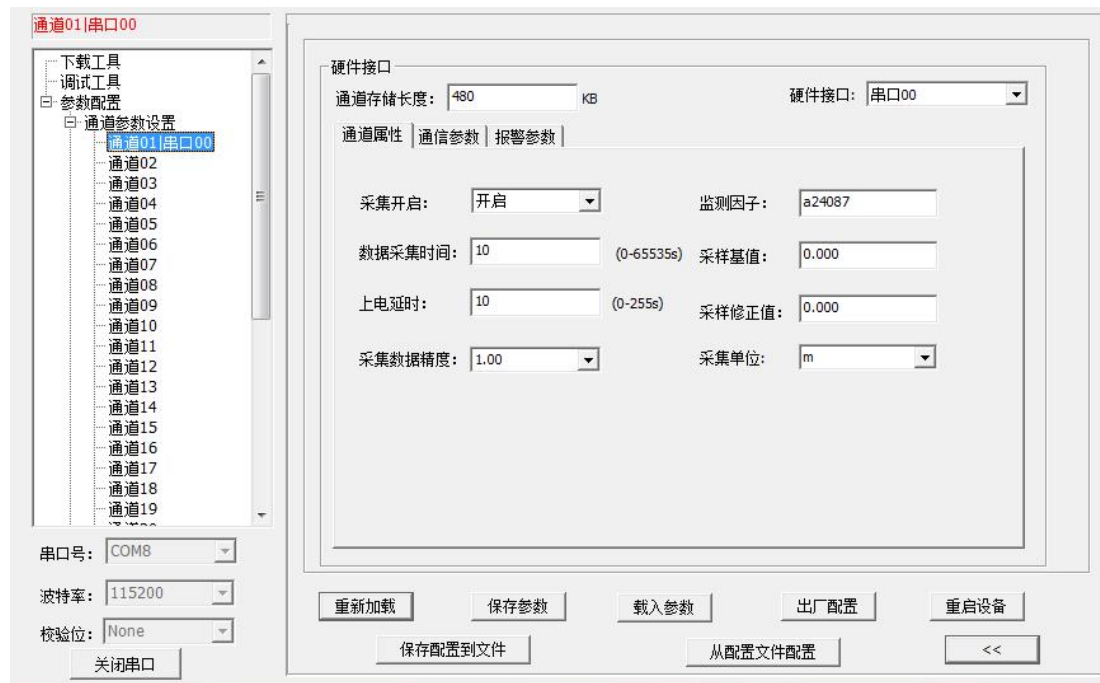 通道01|串口00
下载工具
调试工具
参数配置
通道参数设置
通道01|串口00
通道02
通道03
通道04
通道05
通道06
通道07
通道08
通道09
通道10
通道11
通道12
通道13
通道14
通道15
通道16
通道17
通道18
通道19
串口号: COM8
波特率: 115200
校验位: None
关闭串口
硬件接口
通道存储长度: 480 KB 硬件接口: 串口00
通道属性 通信参数 报警参数
采集开启: 开启 监测因子: a24087
数据采集时间: 10 (0-65535s) 采样基值: 0.000
上电延时: 10 (0-255s) 采样修正值: 0.000
采集数据精度: 1.00 采集单位: m
重新加载 保存参数 载入参数 出厂配置 重启设备
保存配置到文件 从配置文件配置 <<